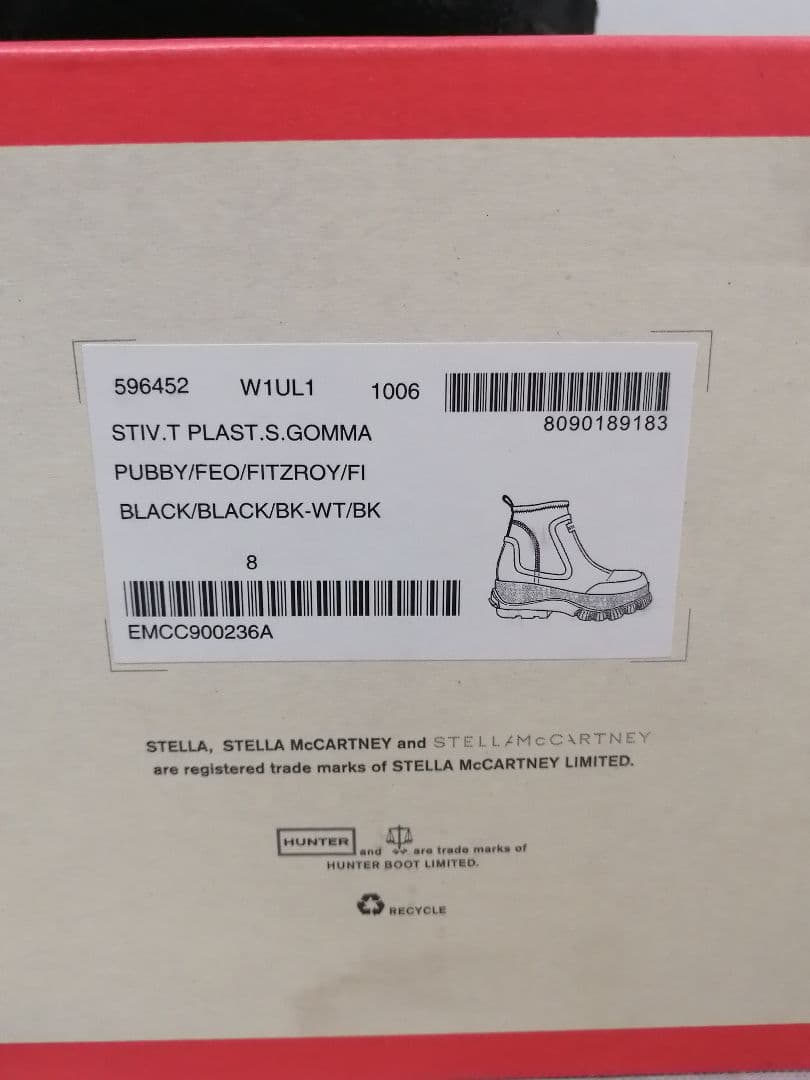 596452 W1UL1 1006
8090189183
STIV.T PLAST.S.GOMMA
PUBBY/FEO/FITZROY/FI
BLACK/BLACK/BK-WT/BK
8
EMCC900236A
STELLA, STELLA McCARTNEY and STELLA McCARTNEY
are registered trade marks of STELLA McCARTNEY LIMITED.
HUNTER and are trade marks of
HUNTER BOOT LIMITED.
RECYCLE